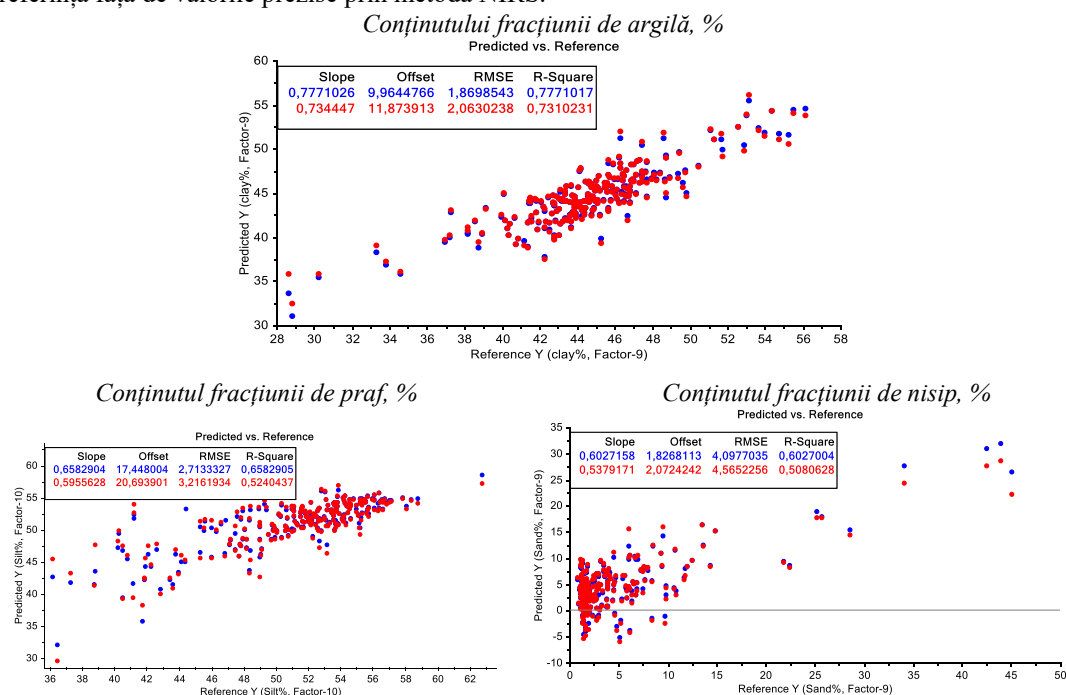 referință față de valorile prezise prin metoda NIRS.
Conținutului fracțiunii de argilă, %
Predicted vs. Reference
Slope Offset RMSE R-Square
0,7771026 9,9644766 1,8698543 0,7771017
0,734447 11,873913 2,0630238 0,7310231
60
55
50
45
40
35
30
Predicted Y (clay%, Factor-9)
28 30 32 34 36 38 40 42 44 46 48 50 52 54 56 58
Reference Y (clay%, Factor-9)
Conținutul fracțiunii de praf, %
Predicted vs. Reference
Slope Offset RMSE R-Square
0,6582904 17,448004 2,7133327 0,6582905
0,5955628 20,693901 3,2161934 0,5240437
60
55
50
45
40
35
30
Predicted Y (Silt%, Factor-10)
36 38 40 42 44 46 48 50 52 54 56 58 60 62
Reference Y (Silt%, Factor-10)
Conținutul fracțiunii de nisip, %
Predicted vs. Reference
Slope Offset RMSE R-Square
0,6027158 1,8268113 4,0977035 0,6027004
0,5379171 2,0724242 4,5652256 0,5080628
35
30
25
20
15
10
5
0
-5
-10
Predicted Y (Sand%, Factor-9)
0 5 10 15 20 25 30 35 40 45 50
Reference Y (Sand%, Factor-9)